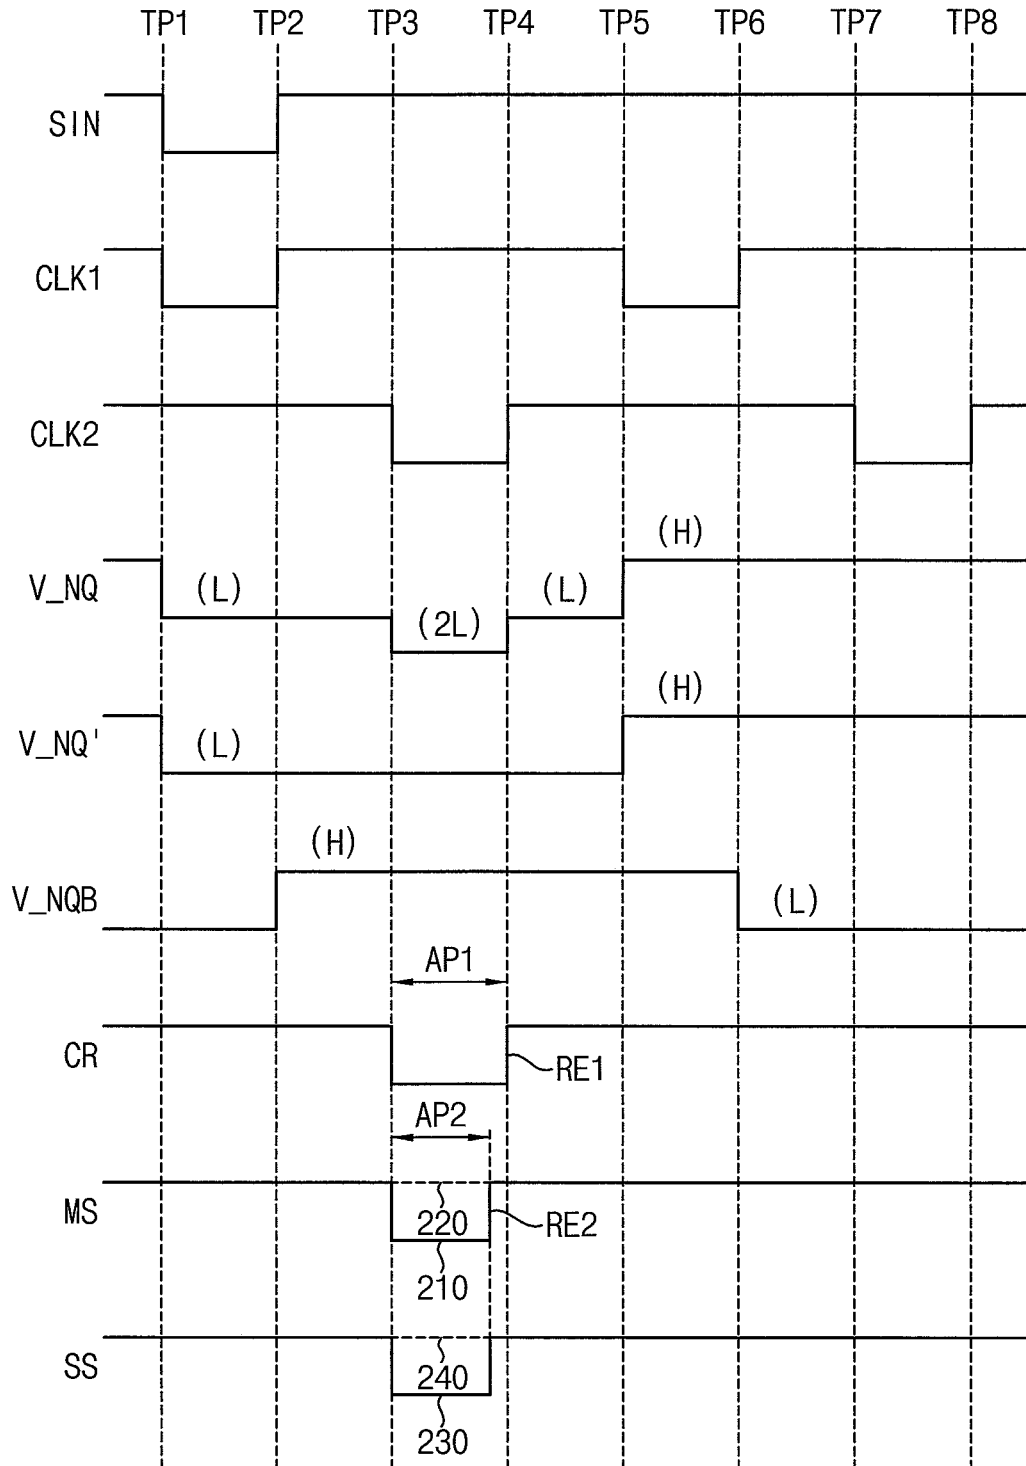 TP1 TP2 TP3 TP4 TP5 TP6 TP7 TP8
SIN
CLK1
CLK2
(H)
V_NQ (L) (2L) (L)
(H)
V_NQ' (L)
(H)
V_NQB (L)
AP1
CR RE1
AP2
MS 220 RE2
210
SS 240
230